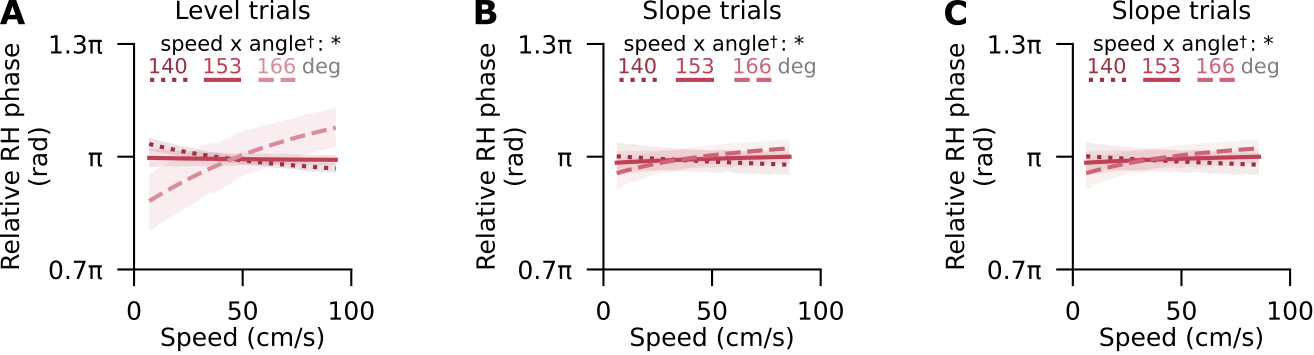 A
Level trials
speed x angle†: *
140 153 166 deg
1.3π
π
0.7π
Relative RH phase
(rad)
0 50 100
Speed (cm/s)
B
Slope trials
speed x angle†: *
140 153 166 deg
1.3π
π
0.7π
Relative RH phase
(rad)
0 50 100
Speed (cm/s)
C
Slope trials
speed x angle†: *
140 153 166 deg
1.3π
π
0.7π
Relative RH phase
(rad)
0 50 100
Speed (cm/s)